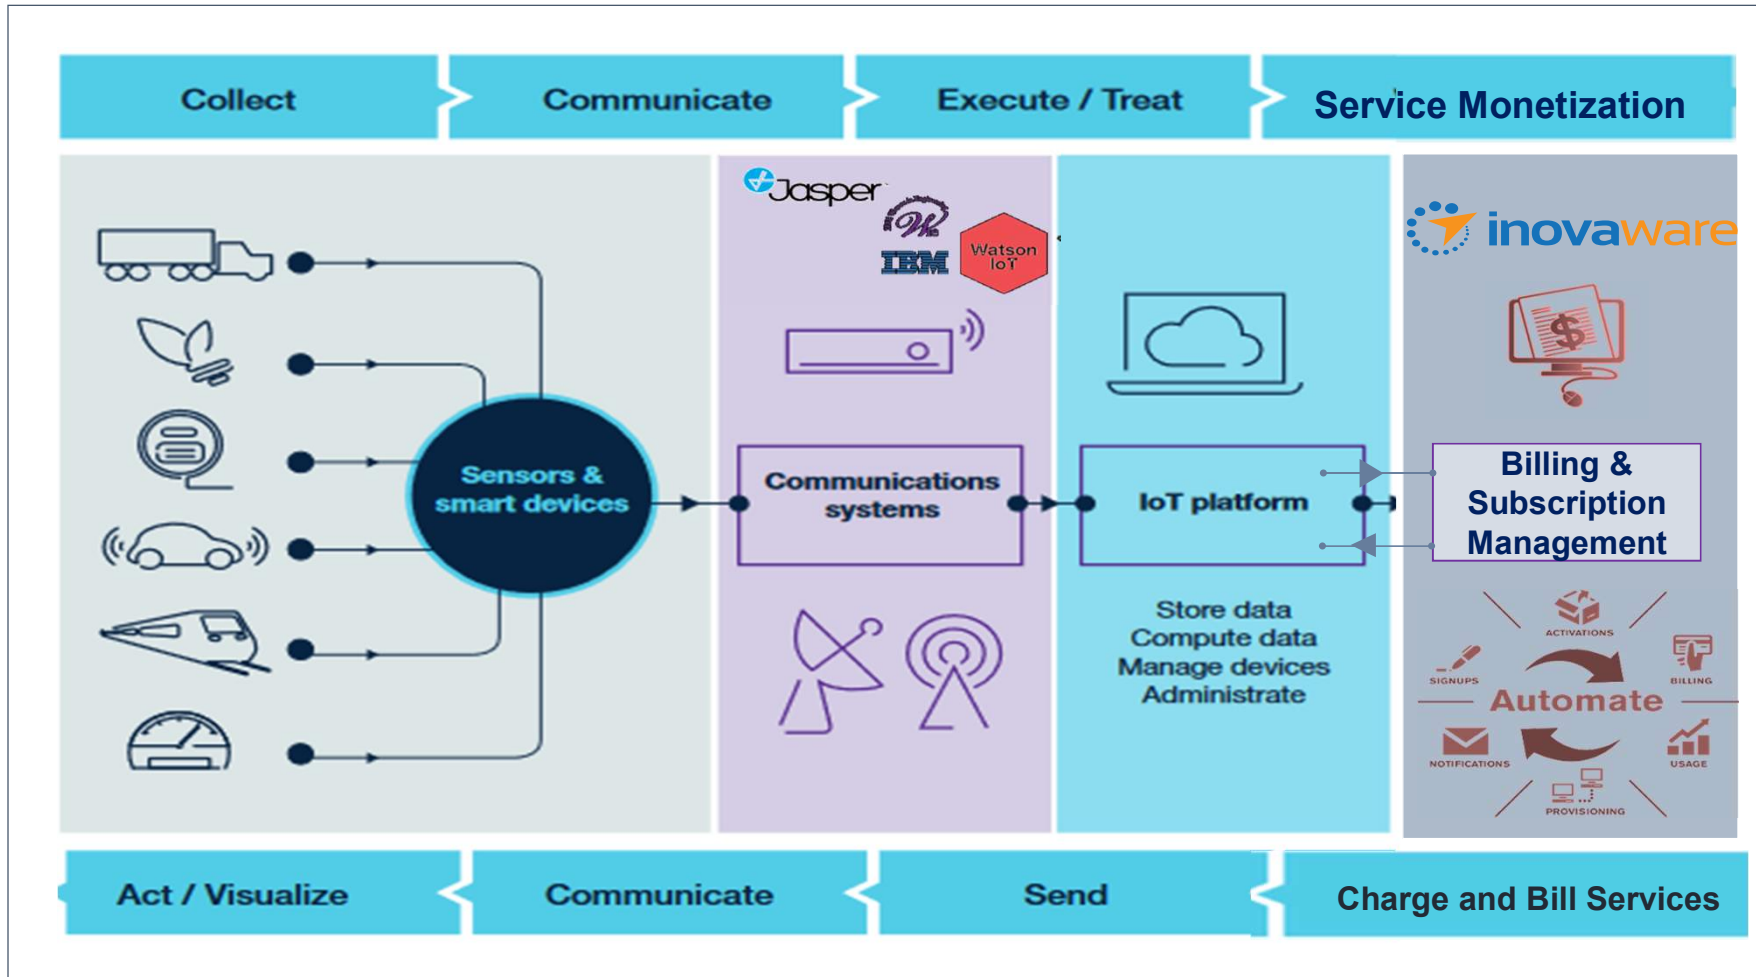 Collect
Communicate
Execute / Treat
Service Monetization
Jasper
IBM
Watson
IoT
inovaware
$
Sensors &
smart devices
Communications
systems
IoT platform
Billing &
Subscription
Management
Store data
Compute data
Manage devices
Administrate
ACTIVATIONS
SIGNUPS
BILLING
Automate
NOTIFICATIONS
USAGE
PROVISIONING
Act / Visualize
Communicate
Send
Charge and Bill Services